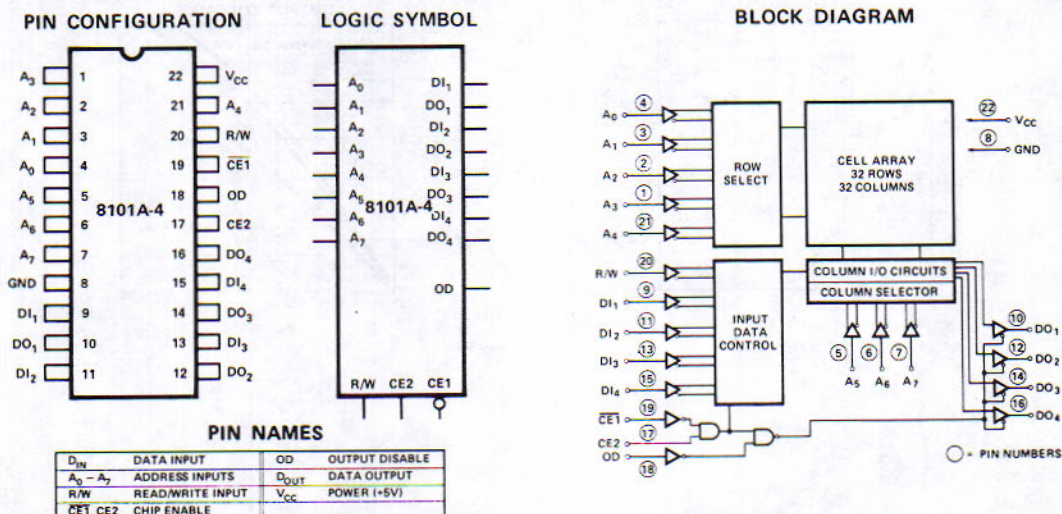 PIN CONFIGURATION
A3 1 22 VCC
A2 2 21 A4
A1 3 20 R/W
A0 4 19 C̅E̅1̅
A5 5 18 OD
8101A-4
A6 6 17 CE2
A7 7 16 DO4
GND 8 15 DI4
DI1 9 14 DO3
DO1 10 13 DI3
DI2 11 12 DO2
LOGIC SYMBOL
A0 DI1
A1 DO1
A2 DI2
A3 DO2
A4 DI3
A5 DO3
8101A-4
A6 DI4
A7 DO4
OD
R/W CE2 CE1
BLOCK DIAGRAM
A0 4
A1 3
A2 2
A3 1
A4 21
ROW
SELECT
CELL ARRAY
32 ROWS
32 COLUMNS
22 VCC
8 GND
R/W 20
DI1 9
DI2 11
DI3 13
DI4 15
C̅E̅1̅ 19
CE2 17
OD 18
INPUT
DATA
CONTROL
COLUMN I/O CIRCUITS
COLUMN SELECTOR
5 6 7
A5 A6 A7
10 DO1
12 DO2
14 DO3
16 DO4
= PIN NUMBERS
PIN NAMES
DIN DATA INPUT OD OUTPUT DISABLE
A0 – A7 ADDRESS INPUTS DOUT DATA OUTPUT
R/W READ/WRITE INPUT VCC POWER (+5V)
C̅E̅1̅ CE2 CHIP ENABLE